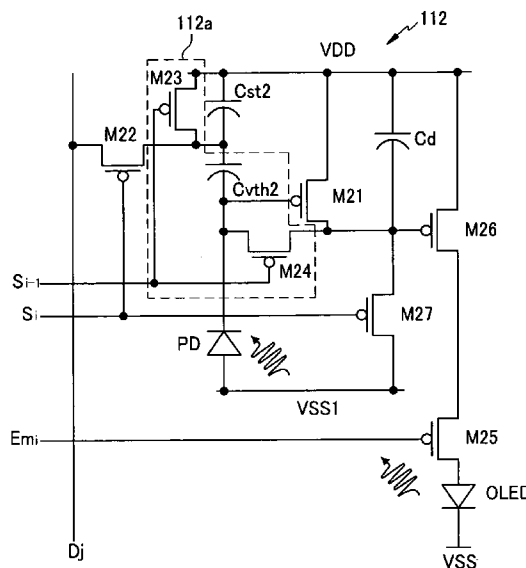 112a
112
VDD
M23
Cst2
M22
Cd
Cvth2
M21
M26
M24
Si-1
Si
M27
PD
VSS1
Emi
M25
OLED
Dj
VSS